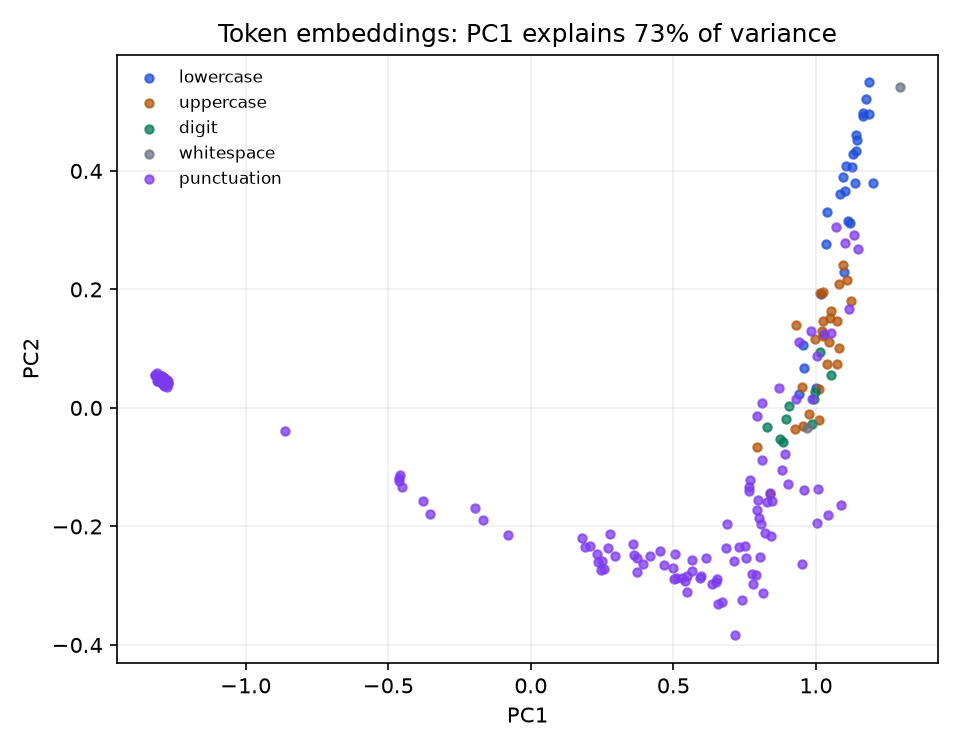 Token embeddings: PC1 explains 73% of variance
lowercase
uppercase
digit
whitespace
punctuation
0.4
0.2
0.0
−0.2
−0.4
PC2
−1.0
−0.5
0.0
0.5
1.0
PC1